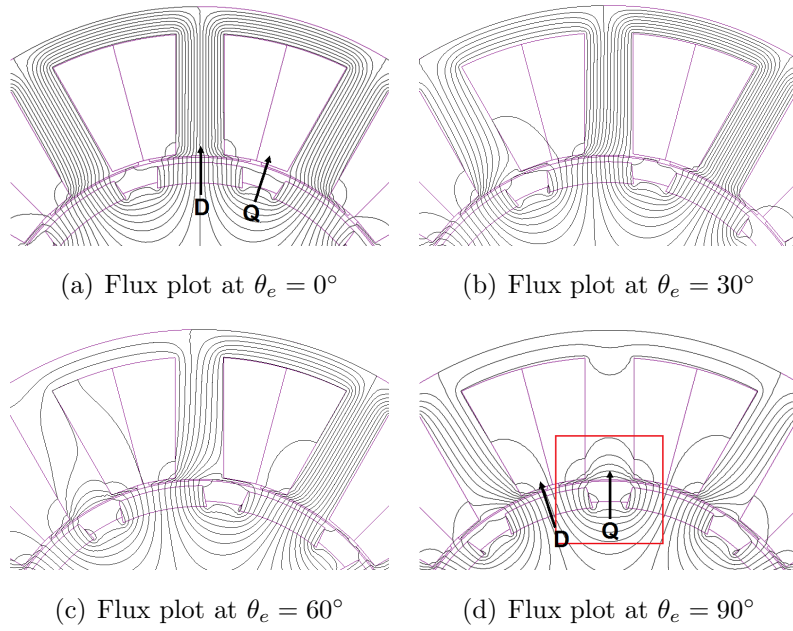 D
Q
(a) Flux plot at θₑ = 0°
(b) Flux plot at θₑ = 30°
D
Q
(c) Flux plot at θₑ = 60°
(d) Flux plot at θₑ = 90°